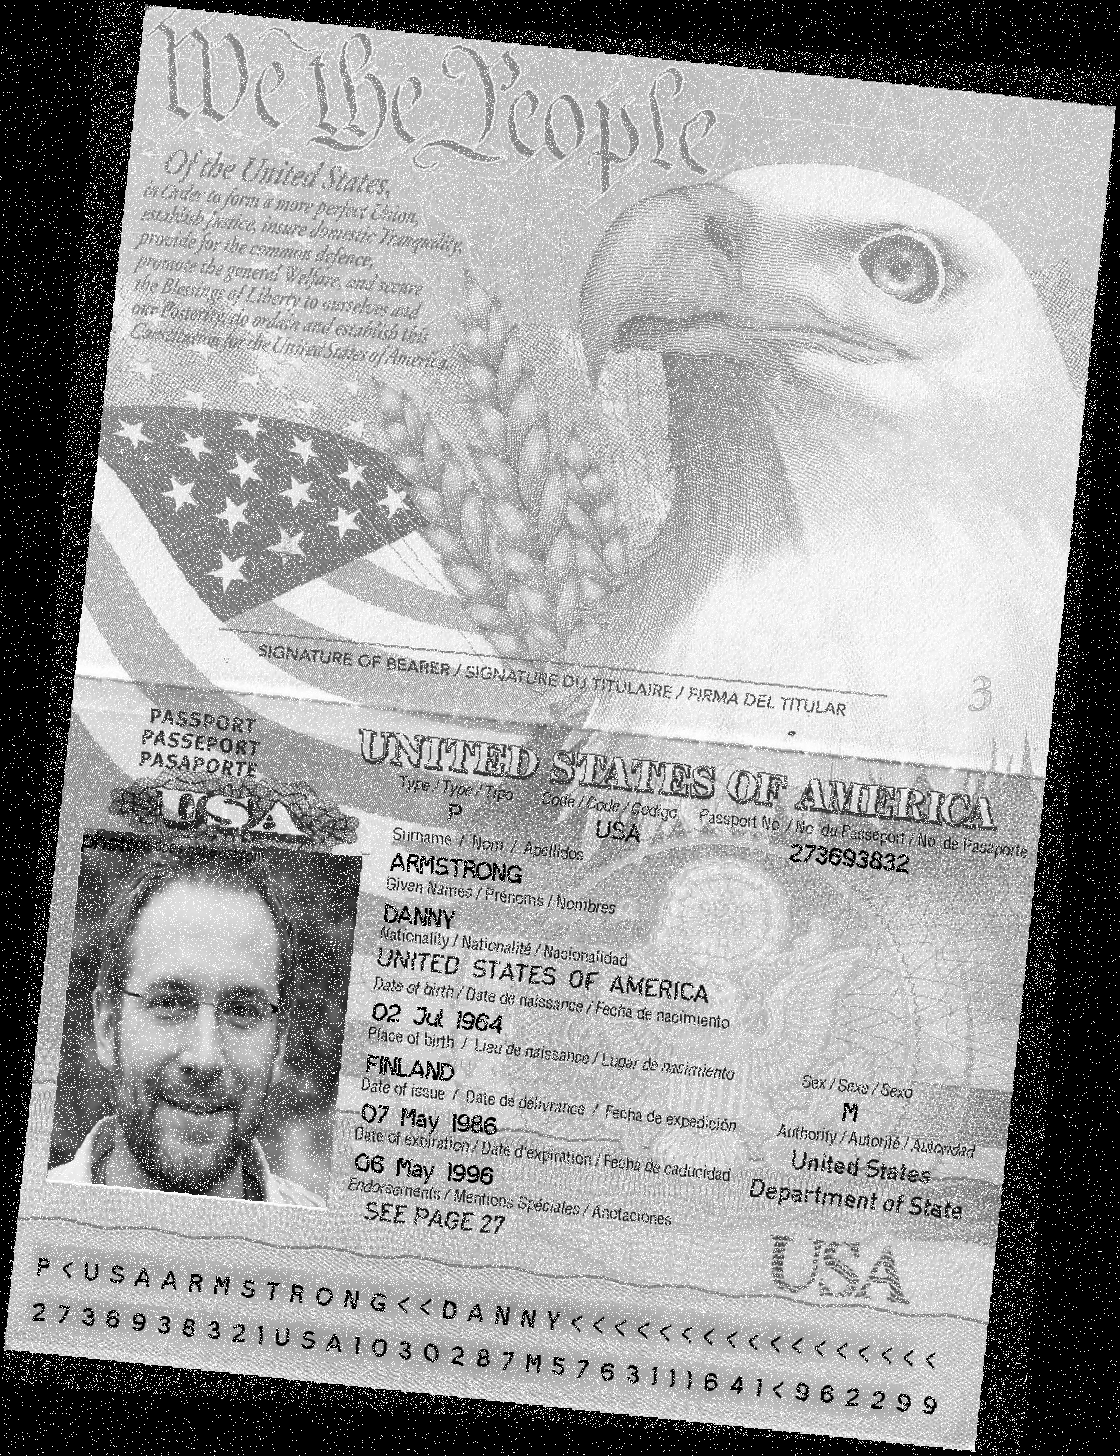 We the People
Of the United States,
in Order to form a more perfect Union,
establish Justice, insure domestic Tranquility,
provide for the common defence,
promote the general Welfare, and secure
the Blessings of Liberty to ourselves and
our Posterity, do ordain and establish this
Constitution for the United States of America.
SIGNATURE OF BEARER / SIGNATURE DU TITULAIRE / FIRMA DEL TITULAR
3
PASSPORT
PASSEPORT
PASAPORTE
USA
UNITED STATES OF AMERICA
Type / Type / Tipo Code / Code / Codigo Passport No / No du Passeport / No de Pasaporte
P USA 273693832
Surname / Nom / Apellidos
ARMSTRONG
Given Names / Prénoms / Nombres
DANNY
Nationality / Nationalité / Nacionalidad
UNITED STATES OF AMERICA
Date of birth / Date de naissance / Fecha de nacimiento
02 Jul 1964
Place of birth / Lieu de naissance / Lugar de nacimiento
FINLAND
Sex / Sexe / Sexo
M
Date of issue / Date de délivrance / Fecha de expedición
07 May 1986
Authority / Autorité / Autoridad
United States
Department of State
Date of expiration / Date d'expiration / Fecha de caducidad
06 May 1996
Endorsements / Mentions Spéciales / Anotaciones
SEE PAGE 27
USA
P<USAARMSTRONG<<DANNY<<<<<<<<<<<<<<<<<
2736938321USA1030287M5763111641<962299